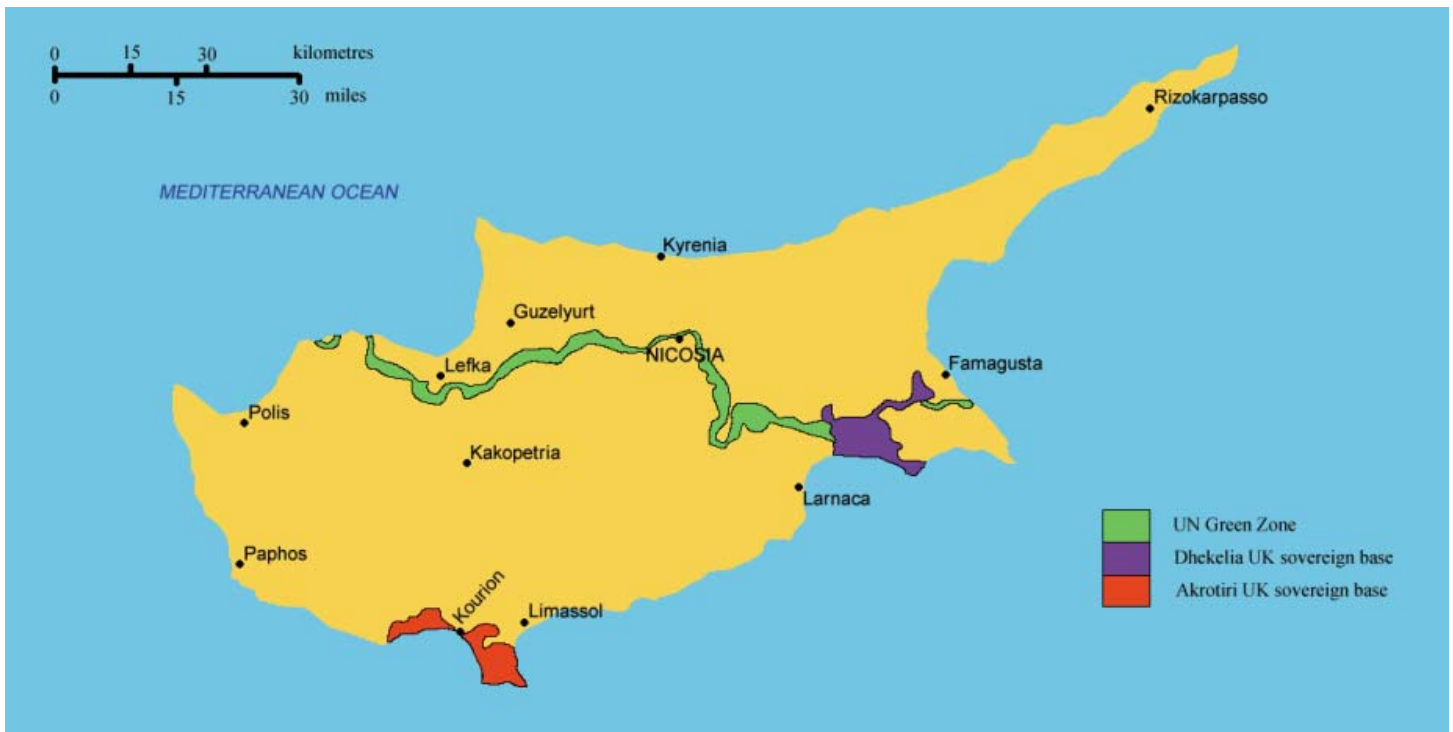 0 15 30 kilometres
0 15 30 miles
MEDITERRANEAN OCEAN
Rizokarpasso
Kyrenia
Guzelyurt
NICOSIA
Lefka
Famagusta
Polis
Kakopetria
Larnaca
Paphos
Kourion
Limassol
UN Green Zone
Dhekelia UK sovereign base
Akrotiri UK sovereign base